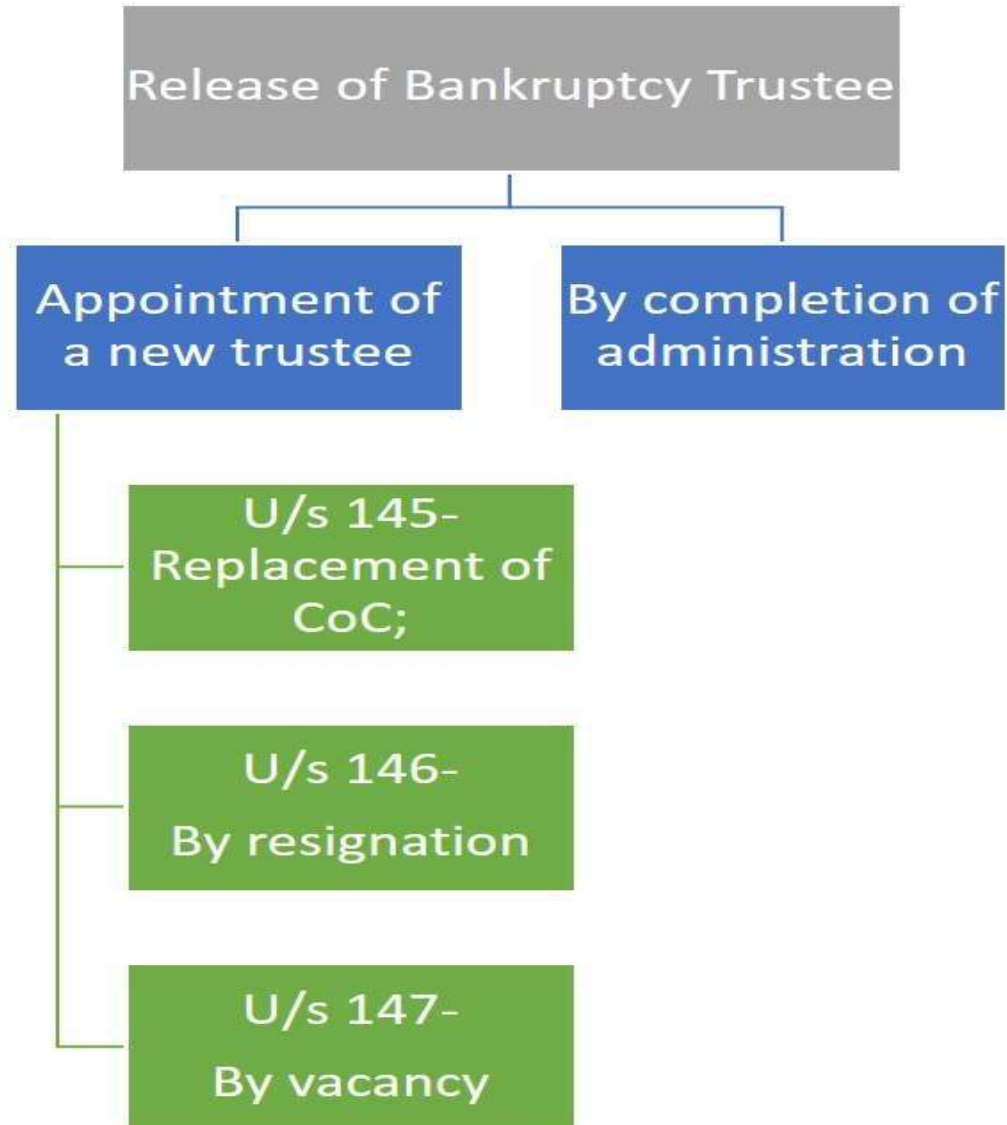 Release of Bankruptcy Trustee
Appointment of
a new trustee
By completion of
administration
U/s 145-
Replacement of
CoC;
U/s 146-
By resignation
U/s 147-
By vacancy